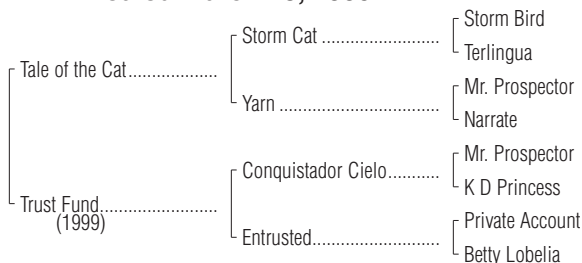 Storm Bird
Storm Cat
Terlingua
Tale of the Cat
Mr. Prospector
Yarn
Narrate
Mr. Prospector
Conquistador Cielo
K D Princess
Trust Fund
(1999)
Private Account
Entrusted
Betty Lobelia